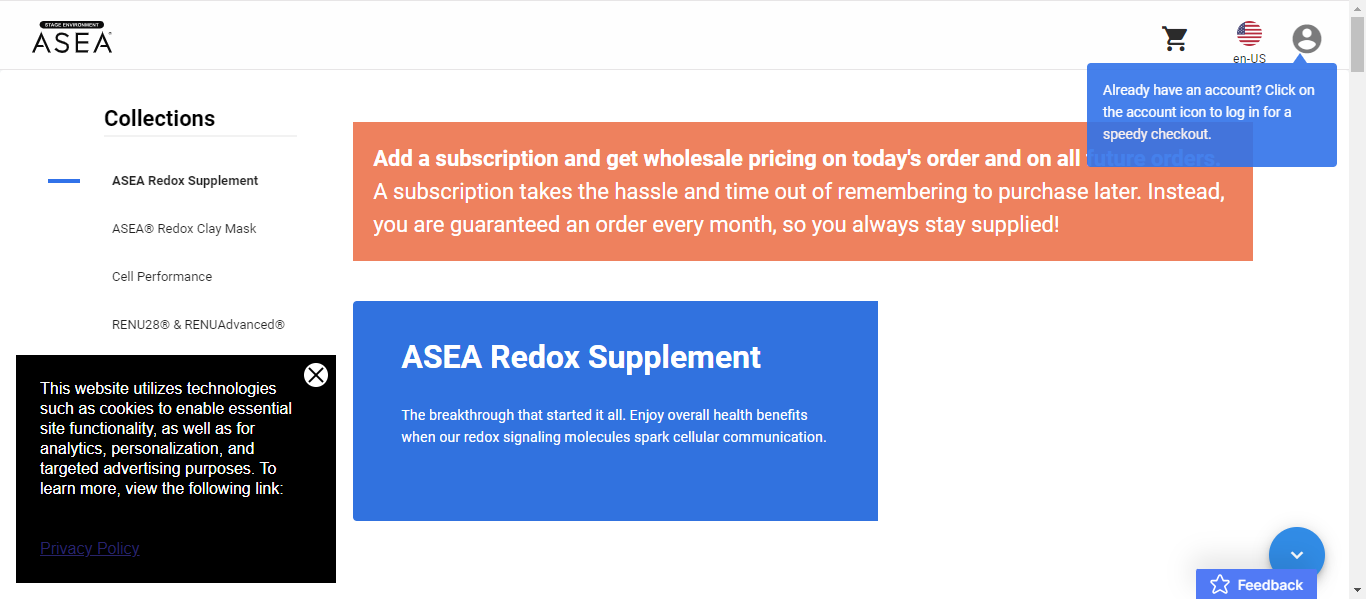 STAGE ENVIRONMENT
ASEA
en-US
Already have an account? Click on
the account icon to log in for a
speedy checkout.
Collections
ASEA Redox Supplement
ASEA® Redox Clay Mask
Cell Performance
RENU28® & RENUAdvanced®
Add a subscription and get wholesale pricing on today's order and on all future orders.
A subscription takes the hassle and time out of remembering to purchase later. Instead,
you are guaranteed an order every month, so you always stay supplied!
ASEA Redox Supplement
The breakthrough that started it all. Enjoy overall health benefits
when our redox signaling molecules spark cellular communication.
This website utilizes technologies
such as cookies to enable essential
site functionality, as well as for
analytics, personalization, and
targeted advertising purposes. To
learn more, view the following link:
Privacy Policy
Feedback